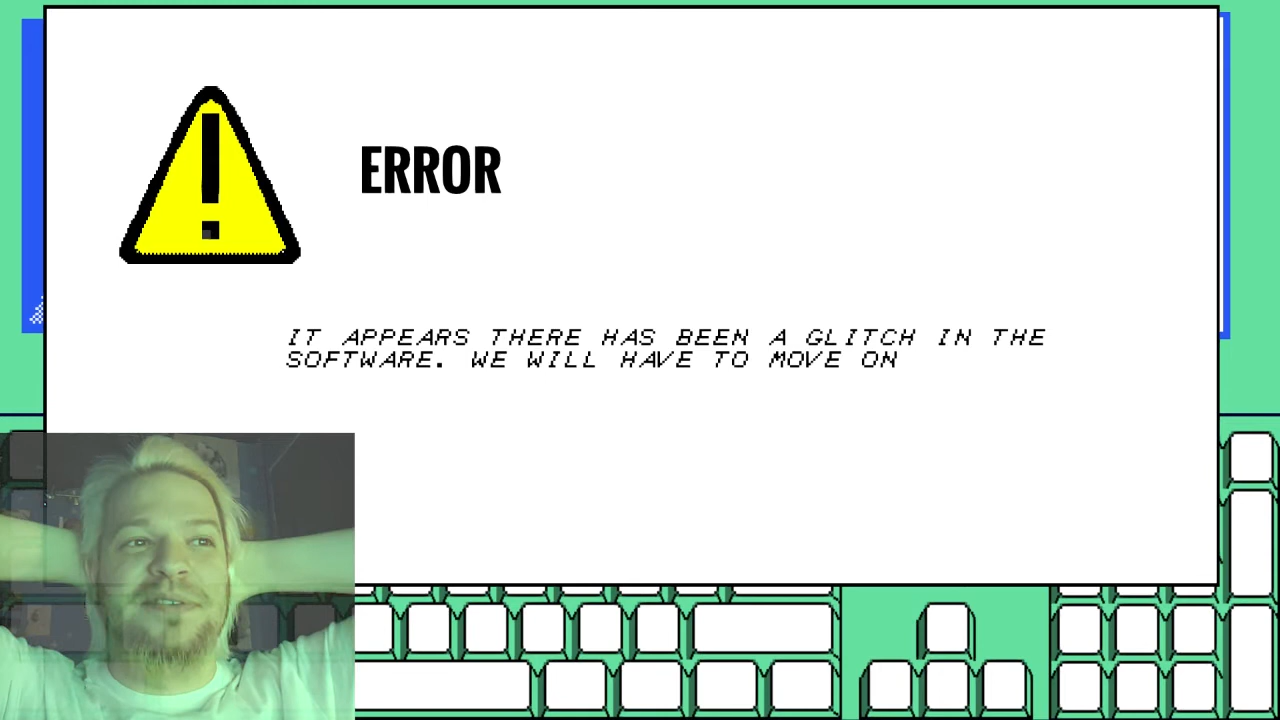 ERROR
IT APPEARS THERE HAS BEEN A GLITCH IN THE
SOFTWARE. WE WILL HAVE TO MOVE ON